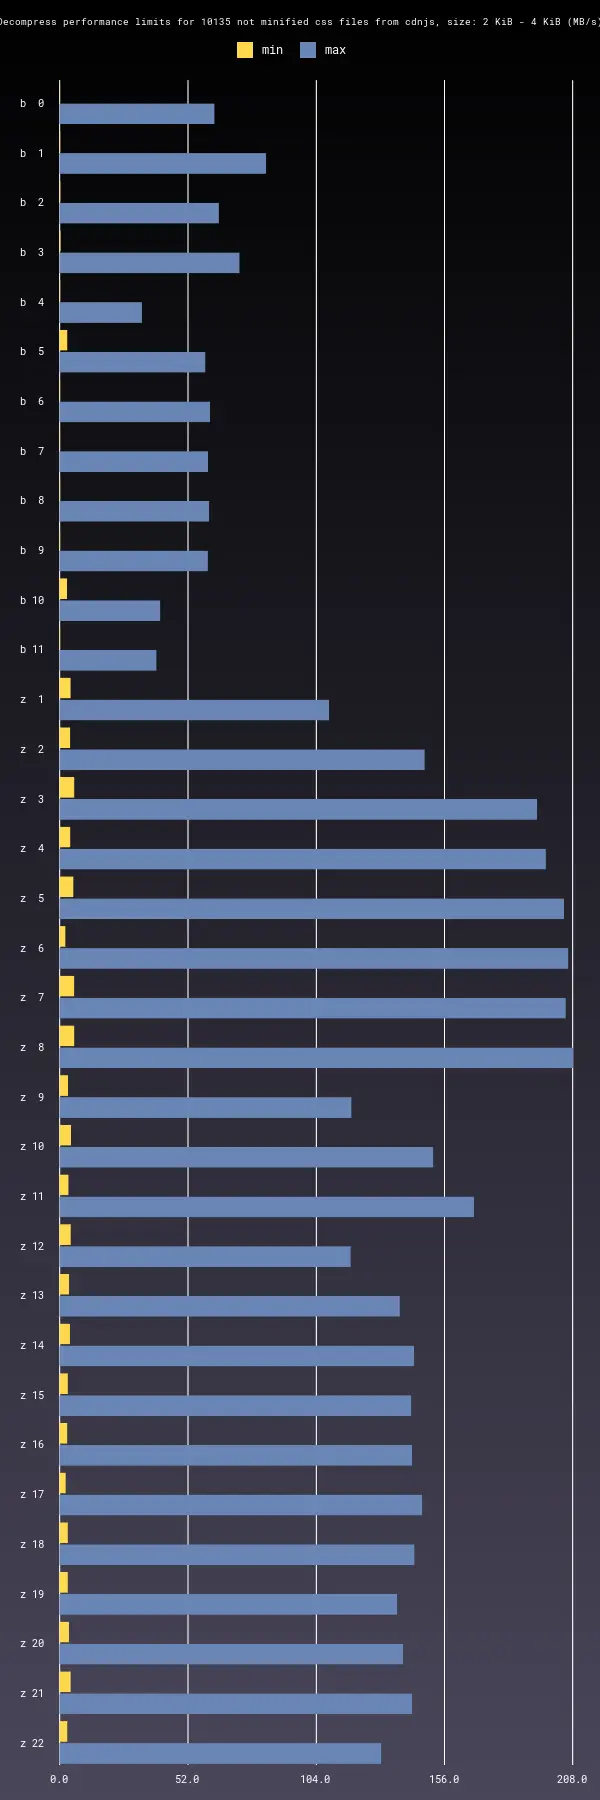 Decompress performance limits for 10135 not minified css files from cdnjs, size: 2 KiB - 4 KiB (MB/s)
min max
b 0
b 1
b 2
b 3
b 4
b 5
b 6
b 7
b 8
b 9
b 10
b 11
z 1
z 2
z 3
z 4
z 5
z 6
z 7
z 8
z 9
z 10
z 11
z 12
z 13
z 14
z 15
z 16
z 17
z 18
z 19
z 20
z 21
z 22
0.0 52.0 104.0 156.0 208.0